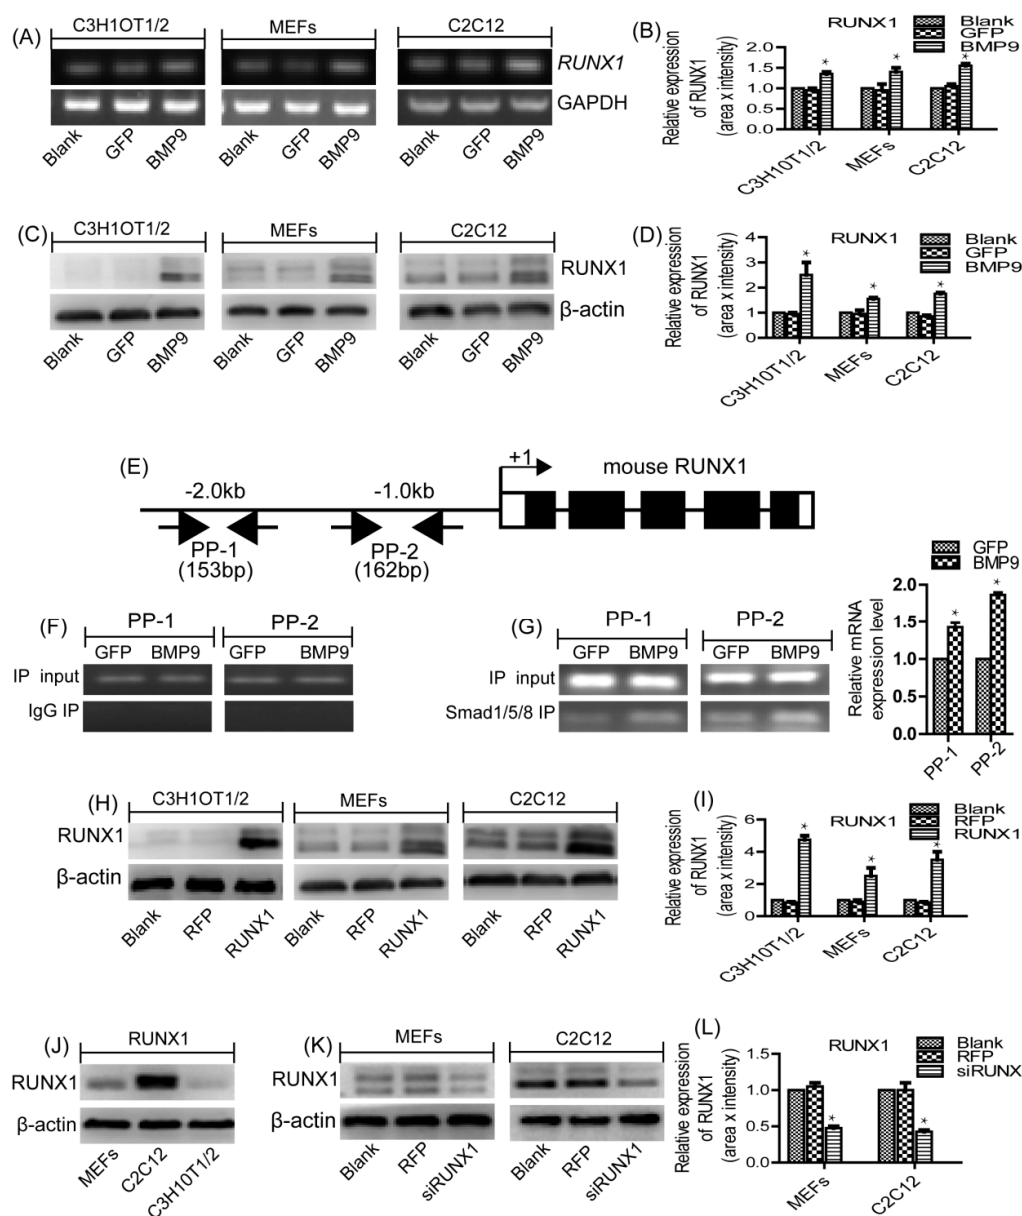 (A)
C3H1OT1/2
MEFs
C2C12
RUNX1
GAPDH
Blank
GFP
BMP9
Blank
GFP
BMP9
Blank
GFP
BMP9
(B)
RUNX1
Blank
GFP
BMP9
Relative expression
of RUNX1
(area x intensity)
2.0
1.5
1.0
0.5
0.0
*
*
*
C3H10T1/2
MEFs
C2C12
(C)
C3H1OT1/2
MEFs
C2C12
RUNX1
β-actin
Blank
GFP
BMP9
Blank
GFP
BMP9
Blank
GFP
BMP9
(D)
RUNX1
Blank
GFP
BMP9
Relative expression
of RUNX1
(area x intensity)
4
3
2
1
0
*
*
*
C3H10T1/2
MEFs
C2C12
(E)
-2.0kb
-1.0kb
+1
mouse RUNX1
PP-1
(153bp)
PP-2
(162bp)
(F)
PP-1
PP-2
GFP BMP9
GFP BMP9
IP input
IgG IP
(G)
PP-1
PP-2
GFP BMP9
GFP BMP9
IP input
Smad1/5/8 IP
GFP
BMP9
Relative mRNA
expression level
2.0
1.5
1.0
0.5
0.0
*
*
PP-1
PP-2
(H)
C3H1OT1/2
MEFs
C2C12
RUNX1
β-actin
Blank
RFP
RUNX1
Blank
RFP
RUNX1
Blank
RFP
RUNX1
(I)
RUNX1
Blank
RFP
RUNX1
Relative expression
of RUNX1
(area x intensity)
6
4
2
0
*
*
*
C3H10T1/2
MEFs
C2C12
(J)
RUNX1
RUNX1
β-actin
MEFs
C2C12
C3H10T1/2
(K)
MEFs
C2C12
RUNX1
β-actin
Blank
RFP
siRUNX1
Blank
RFP
siRUNX1
(L)
RUNX1
Blank
RFP
siRUNX
Relative expression
of RUNX1
(area x intensity)
1.5
1.0
0.5
0.0
*
*
MEFs
C2C12